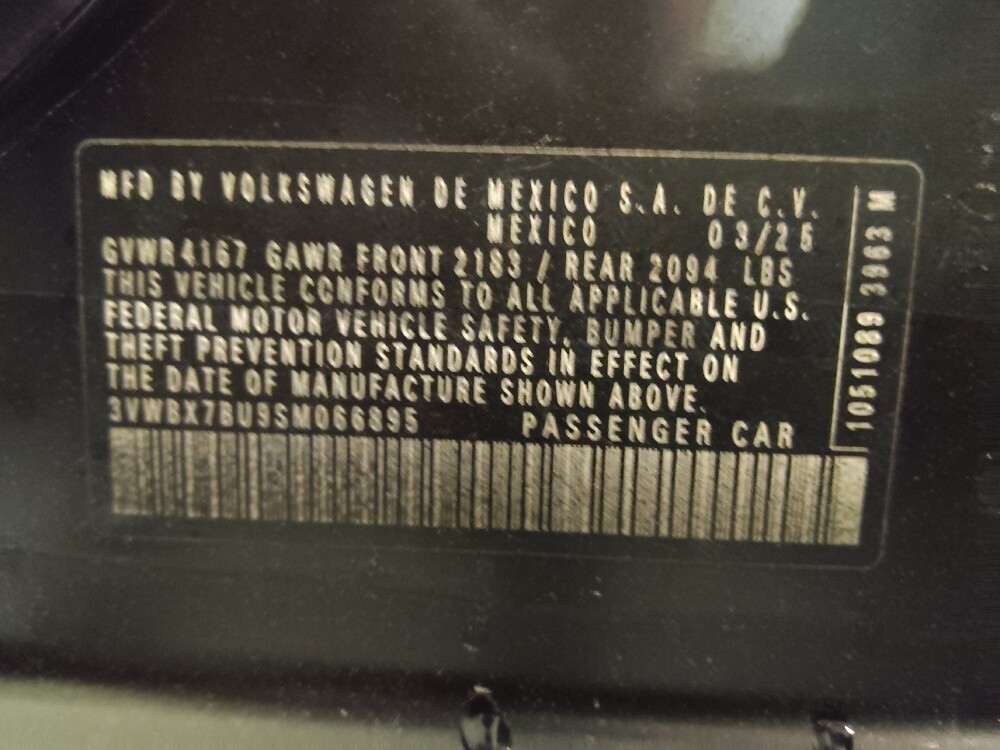 MFD BY VOLKSWAGEN DE MEXICO S.A. DE C.V.
MEXICO 03/25
GVWR 4167 GAWR FRONT 2183 / REAR 2094 LBS
THIS VEHICLE CONFORMS TO ALL APPLICABLE U.S.
FEDERAL MOTOR VEHICLE SAFETY, BUMPER AND
THEFT PREVENTION STANDARDS IN EFFECT ON
THE DATE OF MANUFACTURE SHOWN ABOVE.
3VWBX7BU9SM066895 PASSENGER CAR
1051089 3963 M